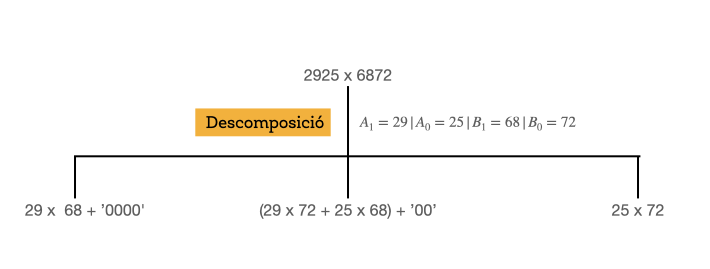 2925 x 6872
Descomposició
A₁ = 29|A₀ = 25|B₁ = 68|B₀ = 72
29 x  68 + ’0000'
(29 x 72 + 25 x 68) + ’00’
25 x 72